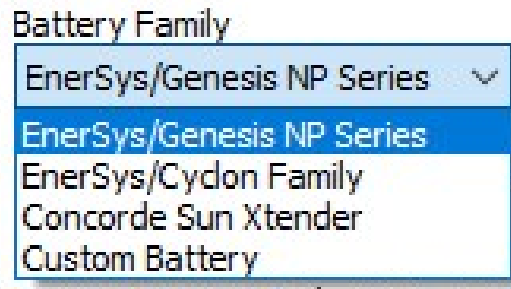 Battery Family
EnerSys/Genesis NP Series
EnerSys/Genesis NP Series
EnerSys/Cyclon Family
Concorde Sun Xtender
Custom Battery